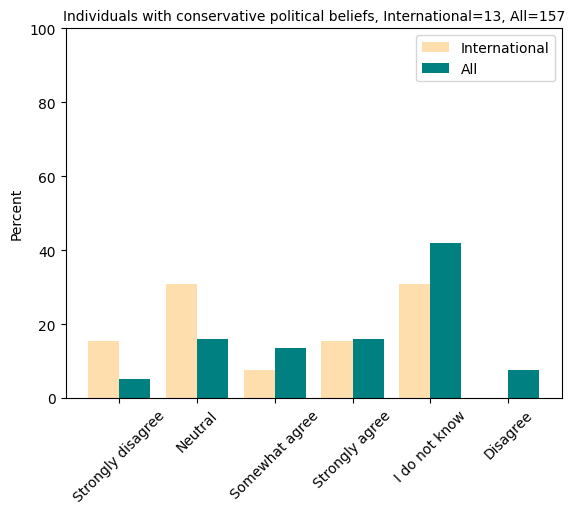 Individuals with conservative political beliefs, International=13, All=157
100
80
60
40
20
0
Percent
International
All
Strongly disagree
Neutral
Somewhat agree
Strongly agree
I do not know
Disagree